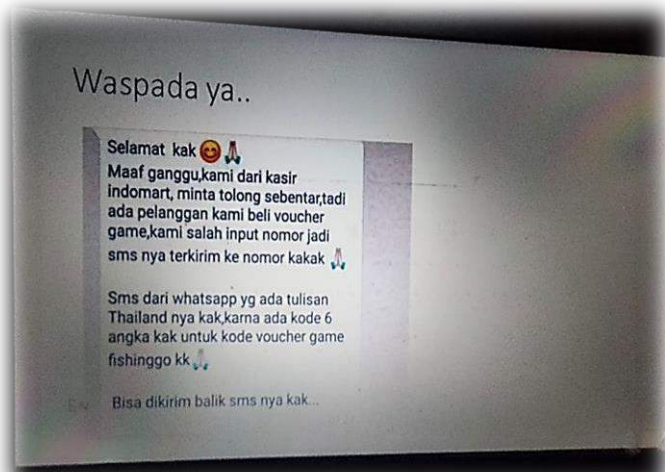 Waspada ya..
Selamat kak 😊🙏
Maaf ganggu,kami dari kasir
indomart, minta tolong sebentar,tadi
ada pelanggan kami beli voucher
game,kami salah input nomor jadi
sms nya terkirim ke nomor kakak 🙏
Sms dari whatsapp yg ada tulisan
Thailand nya kak,karna ada kode 6
angka kak untuk kode voucher game
fishinggo kk🙏
Bisa dikirim balik sms nya kak...